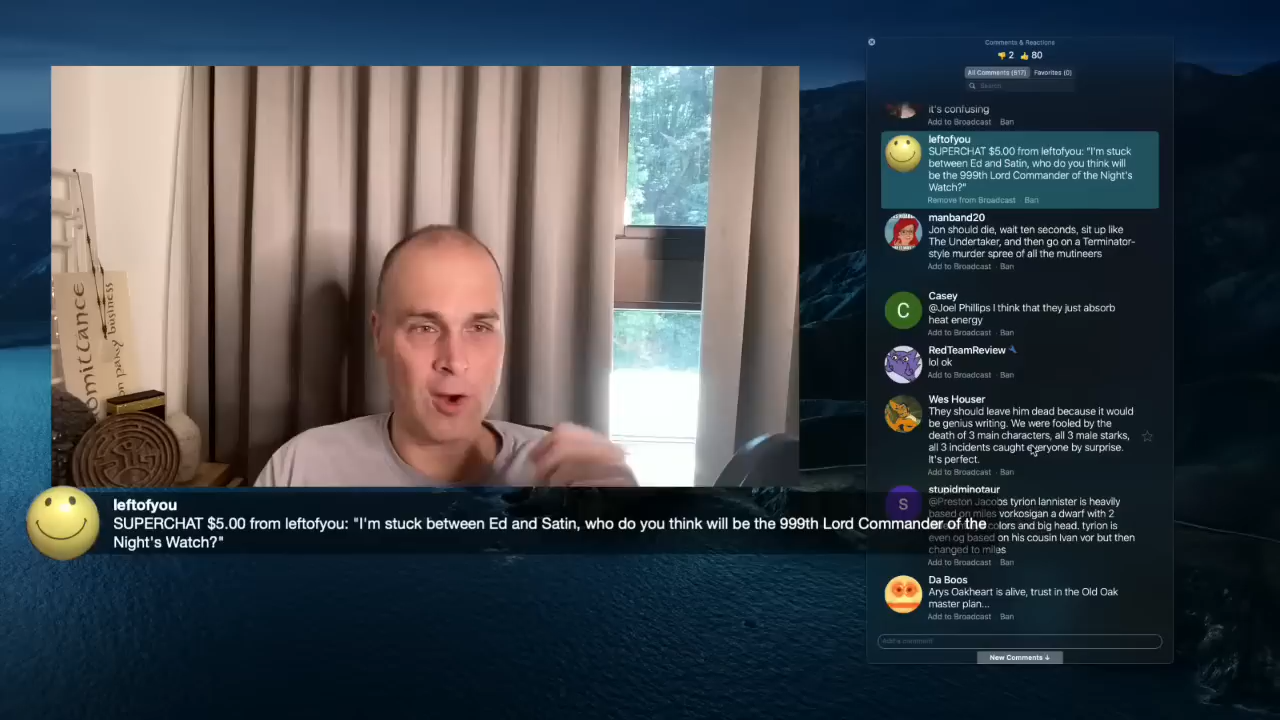 Comments & Reactions
👎 2 👍 80
All Comments (517) Favorites (0)
Search
it's confusing
Add to Broadcast Ban
leftofyou
SUPERCHAT $5.00 from leftofyou: "I'm stuck
between Ed and Satin, who do you think will
be the 999th Lord Commander of the Night's
Watch?"
Remove from Broadcast Ban
manband20
Jon should die, wait ten seconds, sit up like
The Undertaker, and then go on a Terminator-
style murder spree of all the mutineers
Add to Broadcast Ban
C
Casey
@Joel Phillips I think that they just absorb
heat energy
Add to Broadcast Ban
RedTeamReview
lol ok
Add to Broadcast Ban
Wes Houser
They should leave him dead because it would
be genius writing. We were fooled by the
death of 3 main characters, all 3 male starks,
all 3 incidents caught everyone by surprise.
It's perfect.
Add to Broadcast Ban
S
stupidminotaur
@Preston Jacobs tyrion lannister is heavily
based on miles vorkosigan a dwarf with 2
colors and big head. tyrion is
even og based on his cousin Ivan vor but then
changed to miles
Add to Broadcast Ban
Da Boos
Arys Oakheart is alive, trust in the Old Oak
master plan...
Add to Broadcast Ban
Add a comment
New Comments ↓
omittance
on parky
business
leftofyou
SUPERCHAT $5.00 from leftofyou: "I'm stuck between Ed and Satin, who do you think will be the 999th Lord Commander of the
Night's Watch?"